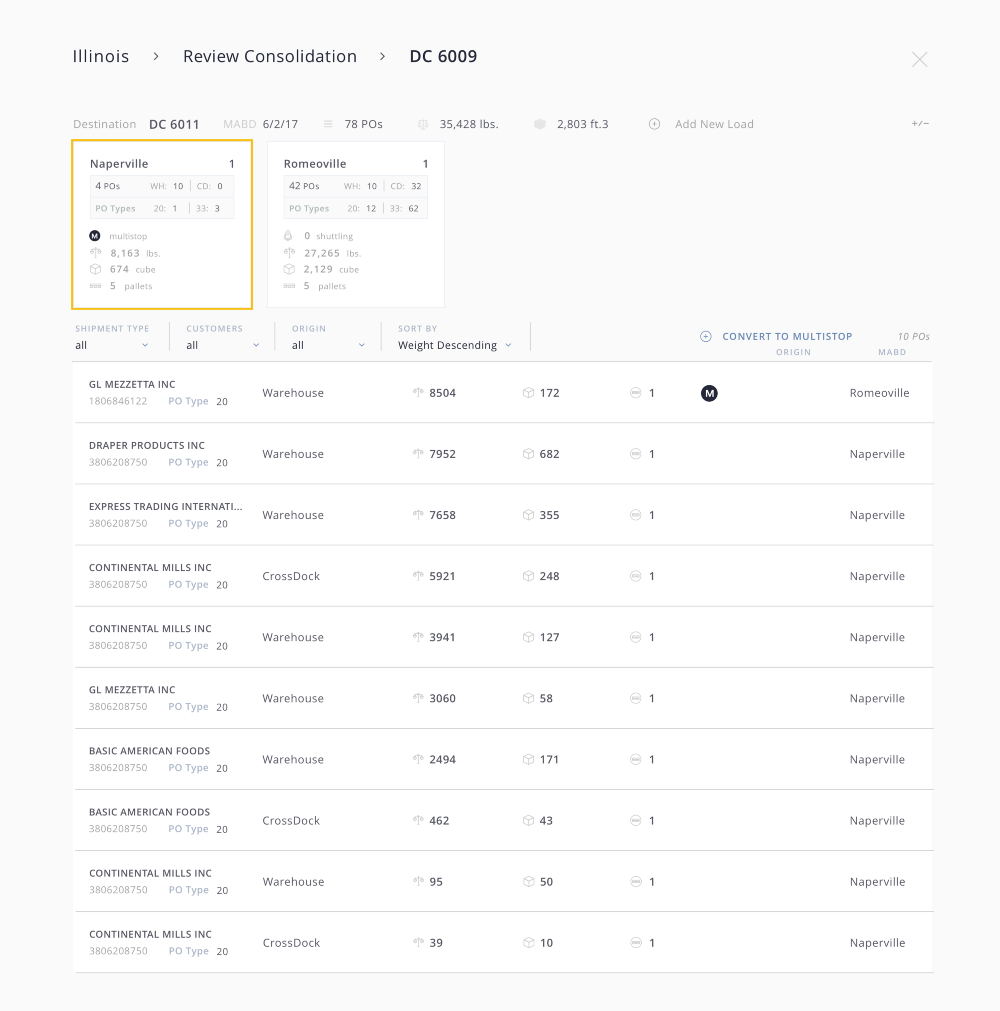 Illinois > Review Consolidation > DC 6009
Destination DC 6011 MABD 6/2/17 78 POs 35,428 lbs. 2,803 ft.3 Add New Load +/−
Naperville 1
4 POs WH: 10 CD: 0
PO Types 20: 1 33: 3
M multistop
8,163 lbs.
674 cube
5 pallets
Romeoville 1
42 POs WH: 10 CD: 32
PO Types 20: 12 33: 62
0 shuttling
27,265 lbs.
2,129 cube
5 pallets
SHIPMENT TYPE CUSTOMERS ORIGIN SORT BY
all all all Weight Descending
CONVERT TO MULTISTOP 10 POs
ORIGIN MABD
GL MEZZETTA INC
1806846122 PO Type 20 Warehouse 8504 172 1 M Romeoville
DRAPER PRODUCTS INC
3806208750 PO Type 20 Warehouse 7952 682 1 Naperville
EXPRESS TRADING INTERNATI...
3806208750 PO Type 20 Warehouse 7658 355 1 Naperville
CONTINENTAL MILLS INC
3806208750 PO Type 20 CrossDock 5921 248 1 Naperville
CONTINENTAL MILLS INC
3806208750 PO Type 20 Warehouse 3941 127 1 Naperville
GL MEZZETTA INC
3806208750 PO Type 20 Warehouse 3060 58 1 Naperville
BASIC AMERICAN FOODS
3806208750 PO Type 20 Warehouse 2494 171 1 Naperville
BASIC AMERICAN FOODS
3806208750 PO Type 20 CrossDock 462 43 1 Naperville
CONTINENTAL MILLS INC
3806208750 PO Type 20 Warehouse 95 50 1 Naperville
CONTINENTAL MILLS INC
3806208750 PO Type 20 CrossDock 39 10 1 Naperville